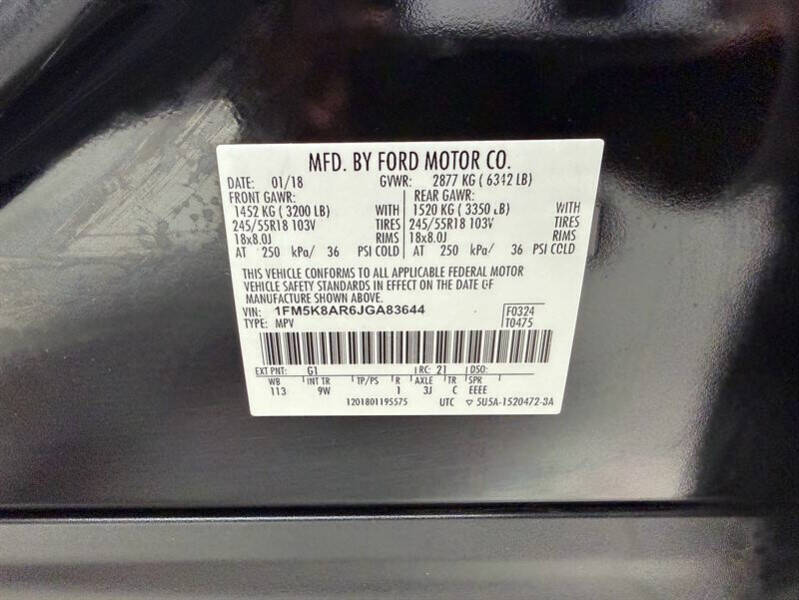 MFD. BY FORD MOTOR CO.
DATE: 01/18 GVWR: 2877 KG ( 6342 LB)
FRONT GAWR: REAR GAWR:
1452 KG ( 3200 LB) WITH 1520 KG ( 3350 LB) WITH
245/55R18 103V TIRES 245/55R18 103V TIRES
18x8.0J RIMS 18x8.0J RIMS
AT 250 kPa/ 36 PSI COLD AT 250 kPa/ 36 PSI COLD
THIS VEHICLE CONFORMS TO ALL APPLICABLE FEDERAL MOTOR
VEHICLE SAFETY STANDARDS IN EFFECT ON THE DATE OF
MANUFACTURE SHOWN ABOVE.
VIN: 1FM5K8AR6JGA83644 F0324
TYPE: MPV T0475
EXT PNT: G1 RC: 21 DSO:
WB INT TR TP/PS R AXLE TR SPR
113 9W 1 3J C EEEE
1201801195575 UTC ▽ 5U5A-1520472-3A